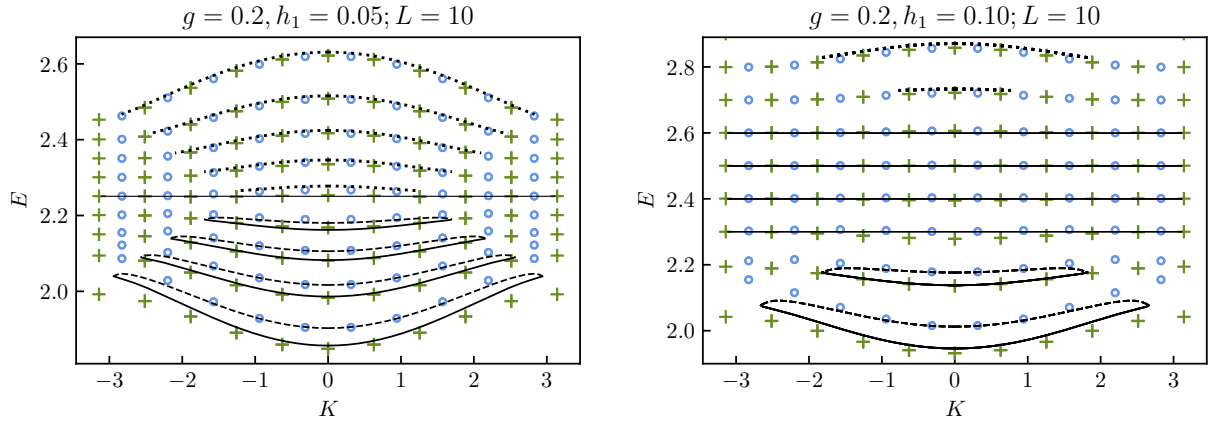 g = 0.2, h₁ = 0.05; L = 10
E
2.6
2.4
2.2
2.0
−3 −2 −1 0 1 2 3
K
g = 0.2, h₁ = 0.10; L = 10
E
2.8
2.6
2.4
2.2
2.0
−3 −2 −1 0 1 2 3
K